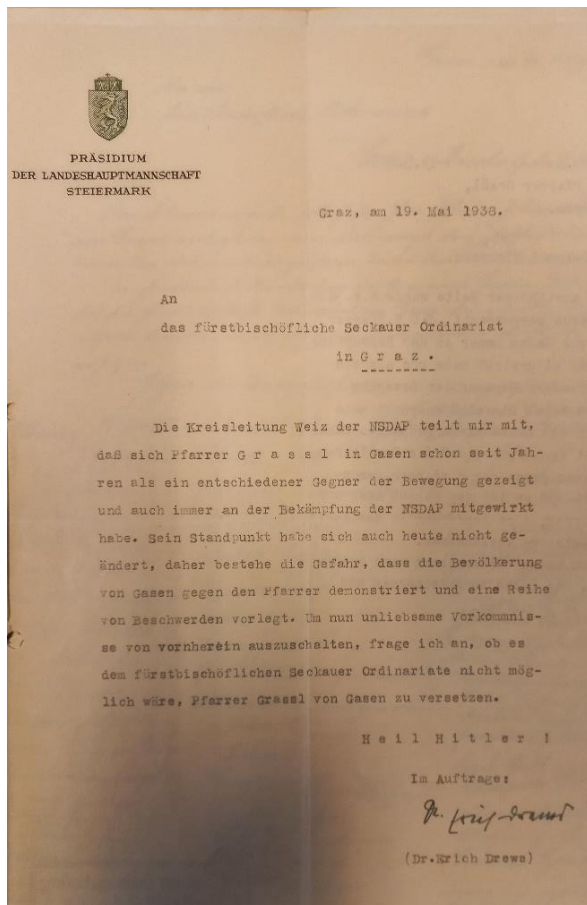 PRÄSIDIUM
DER LANDESHAUPTMANNSCHAFT
STEIERMARK
Graz, am 19. Mai 1938.
An
das fürstbischöfliche Seckauer Ordinariat
in G r a z .
Die Kreisleitung Weiz der NSDAP teilt mir mit,
daß sich Pfarrer G r a s s l in Gasen schon seit Jah-
ren als ein entschiedener Gegner der Bewegung gezeigt
und auch immer an der Bekämpfung der NSDAP mitgewirkt
habe. Sein Standpunkt habe sich auch heute nicht ge-
ändert, daher bestehe die Gefahr, dass die Bevölkerung
von Gasen gegen den Pfarrer demonstriert und eine Reihe
von Beschwerden vorlegt. Um nun unliebsame Vorkommnis-
se von vornherein auszuschalten, frage ich an, ob es
dem fürstbischöflichen Seckauer Ordinariate nicht mög-
lich wäre, Pfarrer Grassl von Gasen zu versetzen.
H e i l  H i t l e r !
Im Auftrage:
Dr. Erich Drews
(Dr.Erich Drews)